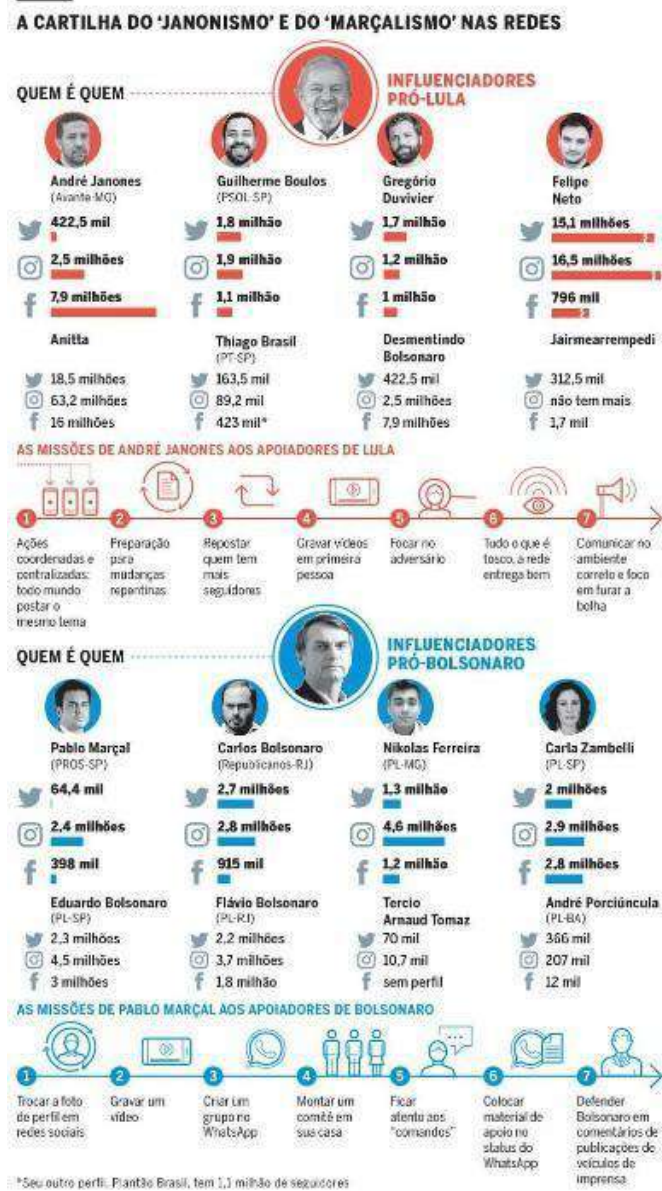 A CARTILHA DO 'JANONISMO' E DO 'MARÇALISMO' NAS REDES
QUEM É QUEM
INFLUENCIADORES
PRÓ-LULA
André Janones
(Avante-MG)
422,5 mil
2,5 milhões
7,9 milhões
Guilherme Boulos
(PSOL-SP)
1,8 milhão
1,9 milhão
1,1 milhão
Gregório
Duvivier
1,7 milhão
1,2 milhão
1 milhão
Felipe
Neto
15,1 milhões
16,5 milhões
796 mil
Anitta
18,5 milhões
63,2 milhões
16 milhões
Thiago Brasil
(PT-SP)
163,5 mil
89,2 mil
423 mil*
Desmentindo
Bolsonaro
422,5 mil
2,5 milhões
7,9 milhões
Jairmearrempedi
312,5 mil
não tem mais
1,7 mil
AS MISSÕES DE ANDRÉ JANONES AOS APOIADORES DE LULA
1
Ações
coordenadas e
centralizadas:
todo mundo
postar o
mesmo tema
2
Preparação
para
mudanças
repentinas
3
Repostar
quem tem
mais
seguidores
4
Gravar vídeos
em primeira
pessoa
5
Focar no
adversário
6
Tudo o que é
tosco, a rede
entrega bem
7
Comunicar no
ambiente
correto e foco
em furar a
bolha
QUEM É QUEM
INFLUENCIADORES
PRÓ-BOLSONARO
Pablo Marçal
(PROS-SP)
64,4 mil
2,4 milhões
398 mil
Carlos Bolsonaro
(Republicanos-RJ)
2,7 milhões
2,8 milhões
915 mil
Nikolas Ferreira
(PL-MG)
1,3 milhão
4,6 milhões
1,2 milhão
Carla Zambelli
(PL-SP)
2 milhões
2,9 milhões
2,8 milhões
Eduardo Bolsonaro
(PL-SP)
2,3 milhões
4,5 milhões
3 milhões
Flávio Bolsonaro
(PL-RJ)
2,2 milhões
3,7 milhões
1,8 milhão
Tercio
Arnaud Tomaz
70 mil
10,7 mil
sem perfil
André Porciúncula
(PL-BA)
366 mil
207 mil
12 mil
AS MISSÕES DE PABLO MARÇAL AOS APOIADORES DE BOLSONARO
1
Trocar a foto
de perfil em
redes sociais
2
Gravar um
vídeo
3
Criar um
grupo no
WhatsApp
4
Montar um
comitê em
sua casa
5
Ficar
atento aos
"comandos"
6
Colocar
material de
apoio no
status do
WhatsApp
7
Defender
Bolsonaro em
comentários de
publicações de
veículos de
imprensa
*Seu outro perfil, Plantão Brasil, tem 1,1 milhão de seguidores